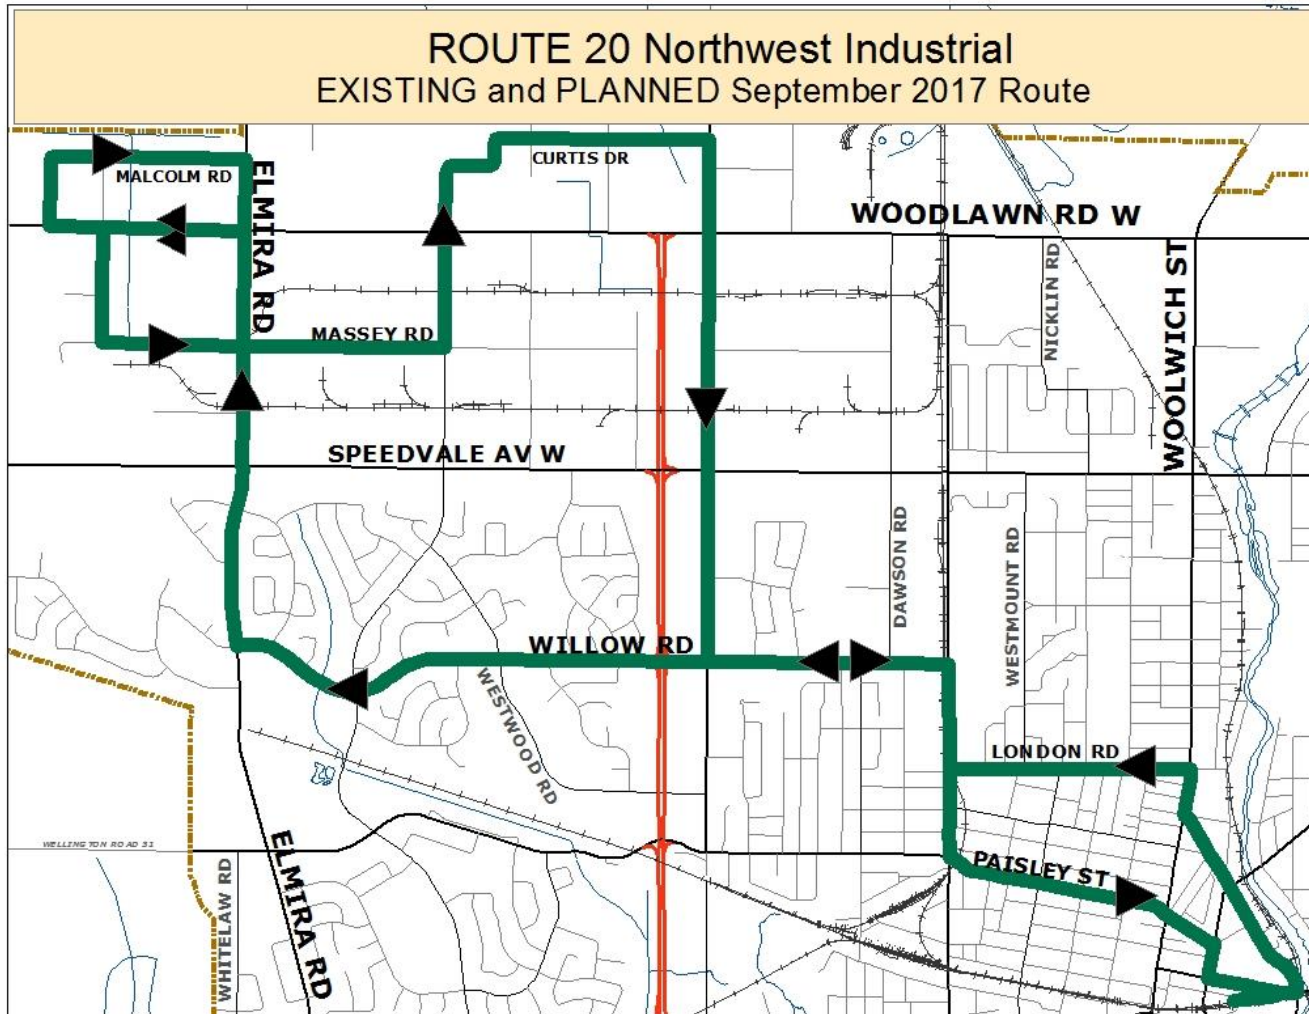 ROUTE 20 Northwest Industrial
EXISTING and PLANNED September 2017 Route
CURTIS DR
MALCOLM RD
ELMIRA RD
WOODLAWN RD W
WOOLWICH ST
NICKLIN RD
MASSEY RD
SPEEDVALE AV W
DAWSON RD
WESTMOUNT RD
WILLOW RD
WESTWOOD RD
LONDON RD
WELLINGTON ROAD 31
PAISLEY ST
WHITELAW RD
ELMIRA RD